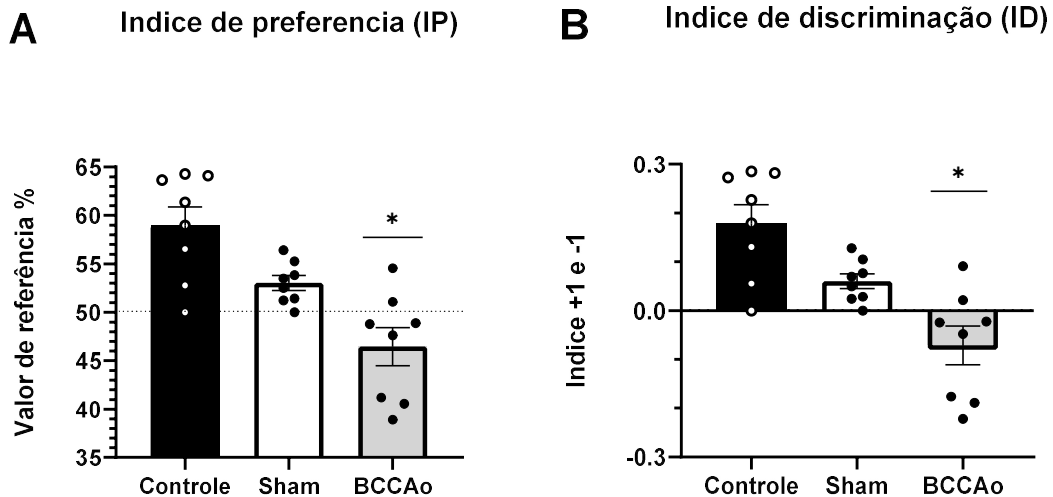 A
Indice de preferencia (IP)
Valor de referência %
65
60
55
50
45
40
35
*
Controle
Sham
BCCAo
B
Indice de discriminação (ID)
Indice +1 e -1
0.3
0.0
-0.3
*
Controle
Sham
BCCAo